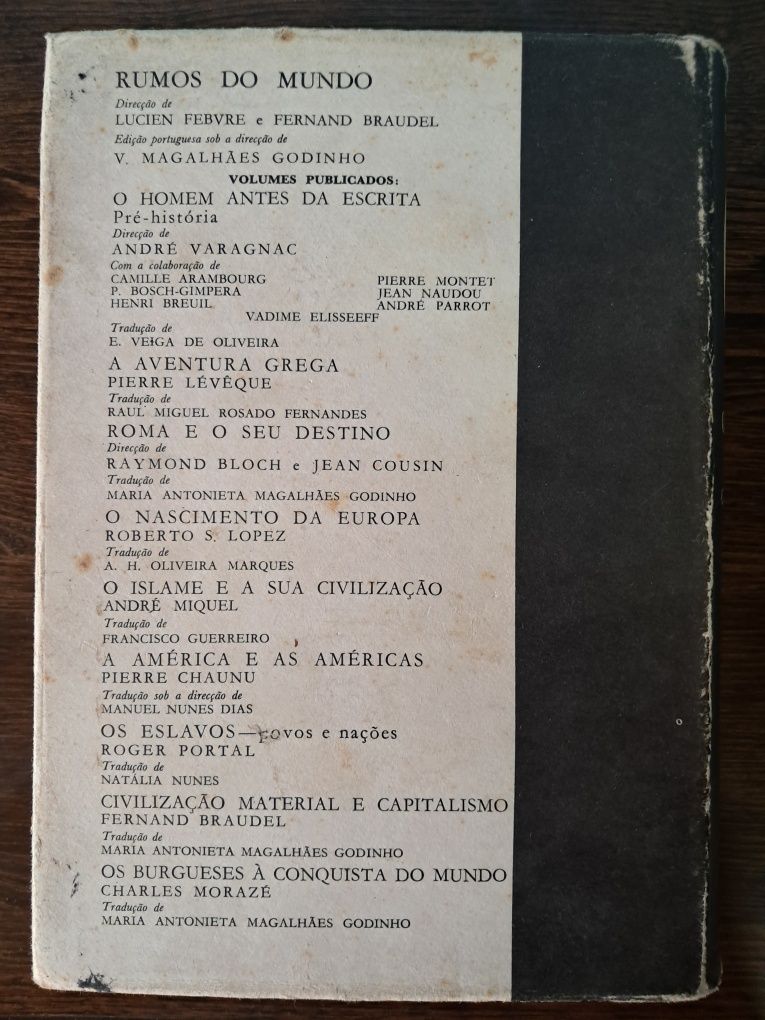 RUMOS DO MUNDO
Direcção de
LUCIEN FEBVRE e FERNAND BRAUDEL
Edição portuguesa sob a direcção de
V. MAGALHÃES GODINHO
VOLUMES PUBLICADOS:
O HOMEM ANTES DA ESCRITA
Pré-história
Direcção de
ANDRÉ VARAGNAC
Com a colaboração de
CAMILLE ARAMBOURG PIERRE MONTET
P. BOSCH-GIMPERA JEAN NAUDOU
HENRI BREUIL ANDRÉ PARROT
VADIME ELISSEEFF
Tradução de
E. VEIGA DE OLIVEIRA
A AVENTURA GREGA
PIERRE LÉVÊQUE
Tradução de
RAUL MIGUEL ROSADO FERNANDES
ROMA E O SEU DESTINO
Direcção de
RAYMOND BLOCH e JEAN COUSIN
Tradução de
MARIA ANTONIETA MAGALHÃES GODINHO
O NASCIMENTO DA EUROPA
ROBERTO S. LOPEZ
Tradução de
A. H. OLIVEIRA MARQUES
O ISLAME E A SUA CIVILIZAÇÃO
ANDRÉ MIQUEL
Tradução de
FRANCISCO GUERREIRO
A AMÉRICA E AS AMÉRICAS
PIERRE CHAUNU
Tradução sob a direcção de
MANUEL NUNES DIAS
OS ESLAVOS—povos e nações
ROGER PORTAL
Tradução de
NATÁLIA NUNES
CIVILIZAÇÃO MATERIAL E CAPITALISMO
FERNAND BRAUDEL
Tradução de
MARIA ANTONIETA MAGALHÃES GODINHO
OS BURGUESES À CONQUISTA DO MUNDO
CHARLES MORAZÉ
Tradução de
MARIA ANTONIETA MAGALHÃES GODINHO